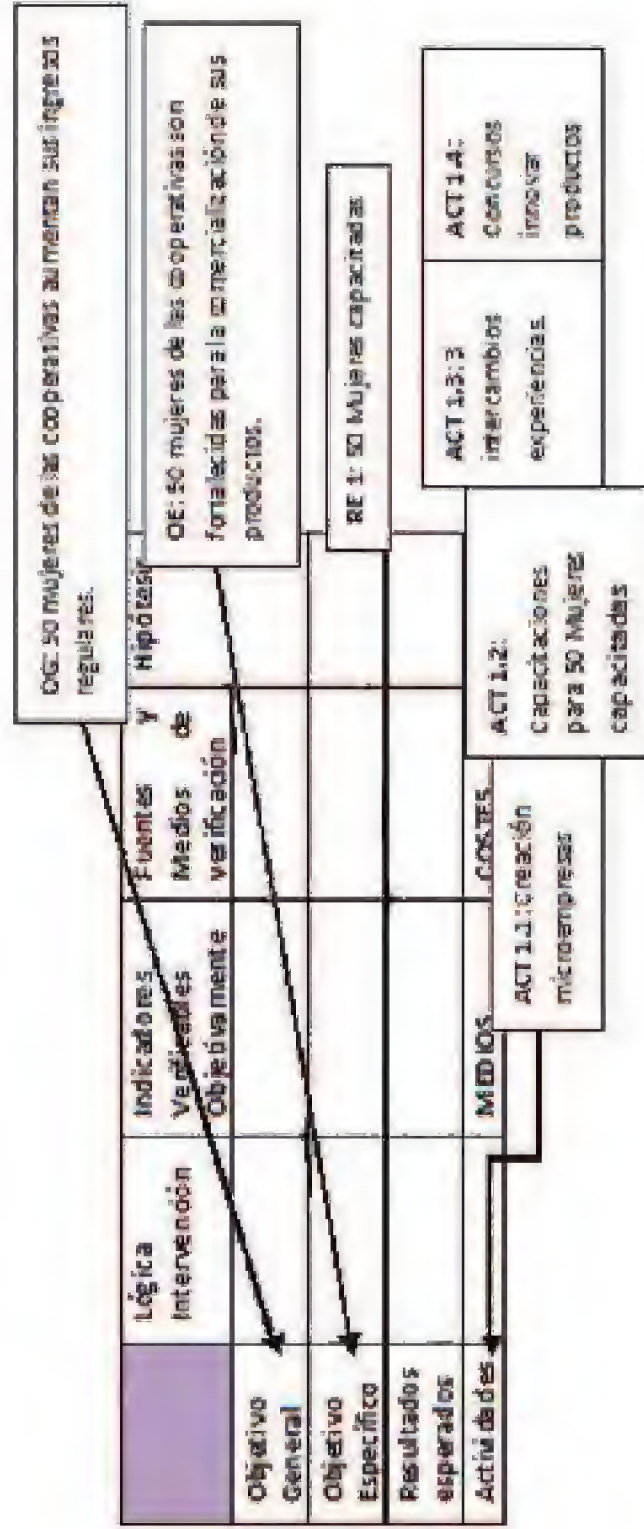 OG: 50 mujeres de las cooperativas aumentan sus ingresos
regulares.
OE: 50 mujeres de las cooperativas son
fortalecidas para la comercialización de sus
productos.
RE 1: 50 Mujeres capacitadas
Lógica
Intervención
Indicadores
Verificables
Objetivamente
Fuentes y
Medios de
verificación
Hipótesis
Objetivo
General
Objetivo
Específico
Resultados
esperados
Actividades
MEDIOS
COSTES
ACT 1.1: creación
microempresas
ACT 1.2:
capacitaciones
para 50 Mujeres
capacitadas
ACT 1.3: 3
intercambios
experiencias.
ACT 1.4:
concursos
innovar
productos